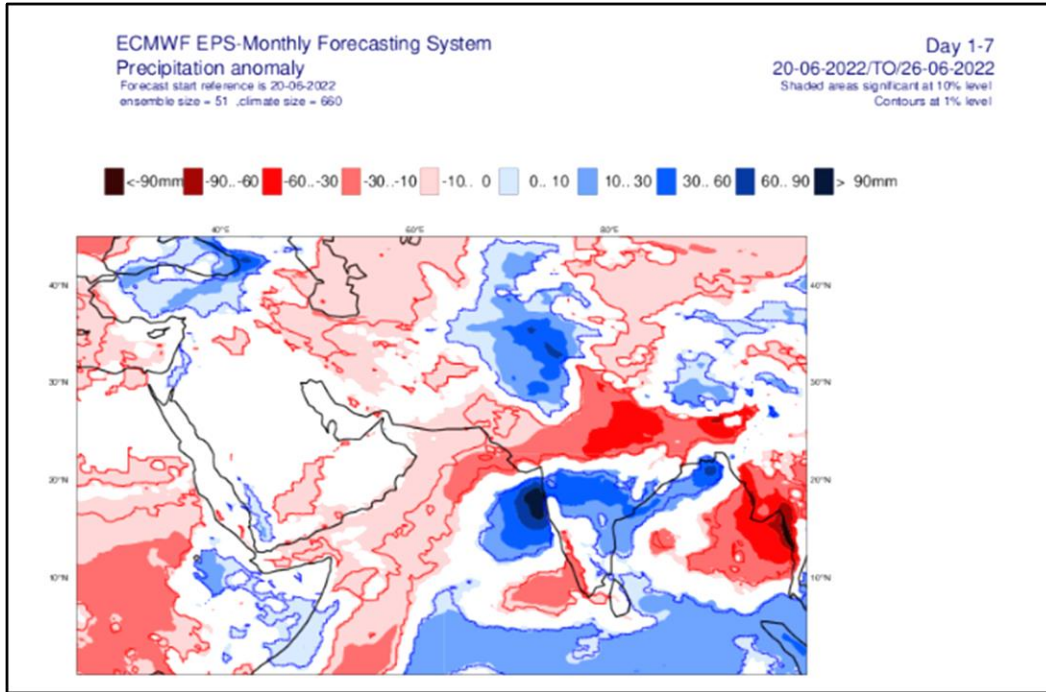 ECMWF EPS-Monthly Forecasting System
Precipitation anomaly
Forecast start reference is 20-06-2022
ensemble size = 51 ,climate size = 660
Day 1-7
20-06-2022/TO/26-06-2022
Shaded areas significant at 10% level
Contours at 1% level
<-90mm -90..-60 -60..-30 -30..-10 -10.. 0 0.. 10 10.. 30 30.. 60 60.. 90 > 90mm
40°E 60°E 80°E
40°N 40°N
30°N 30°N
20°N 20°N
10°N 10°N